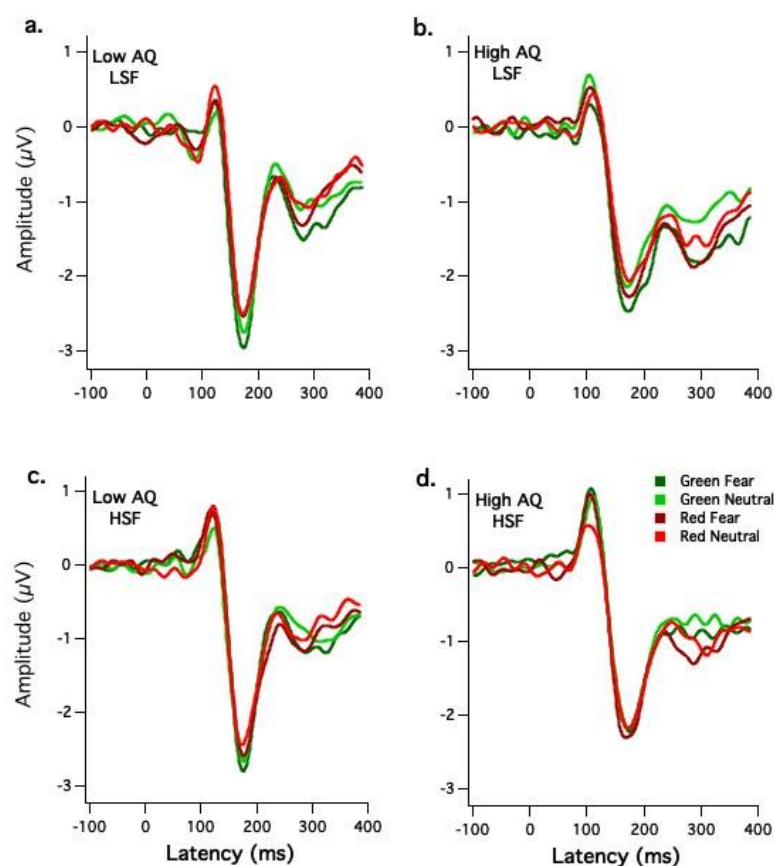 a.
Low AQ
LSF
1
0
-1
-2
-3
Amplitude (µV)
-100 0 100 200 300 400
b.
High AQ
LSF
1
0
-1
-2
-3
-100 0 100 200 300 400
c.
Low AQ
HSF
1
0
-1
-2
-3
Amplitude (µV)
-100 0 100 200 300 400
Latency (ms)
d.
High AQ
HSF
Green Fear
Green Neutral
Red Fear
Red Neutral
1
0
-1
-2
-3
-100 0 100 200 300 400
Latency (ms)